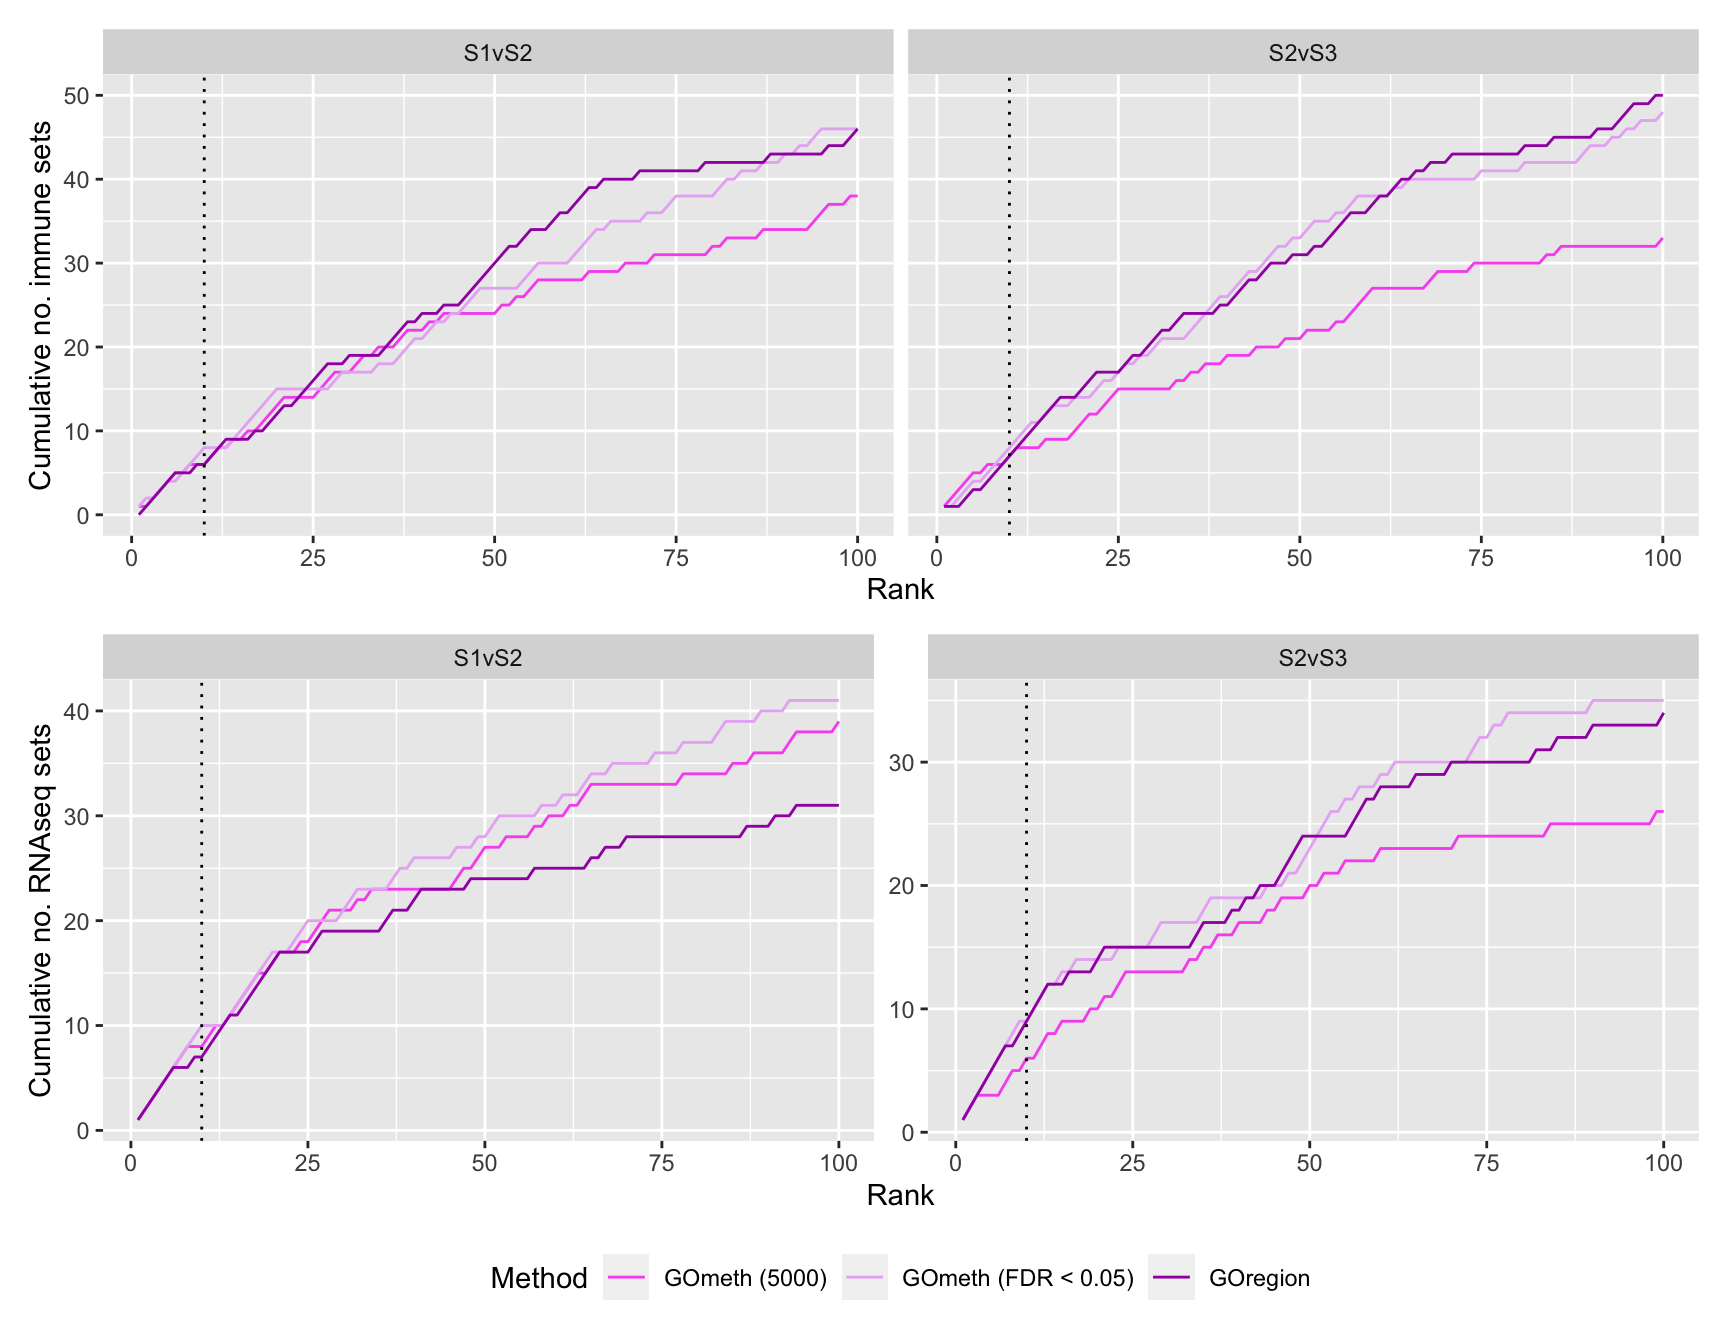 S1vS2 S2vS3
Cumulative no. immune sets
50
40
30
20
10
0
0 25 50 75 100 0 25 50 75 100
Rank
S1vS2 S2vS3
Cumulative no. RNAseq sets
40
30
20
10
0
30
20
10
0
0 25 50 75 100 0 25 50 75 100
Rank
Method GOmeth (5000) GOmeth (FDR < 0.05) GOregion